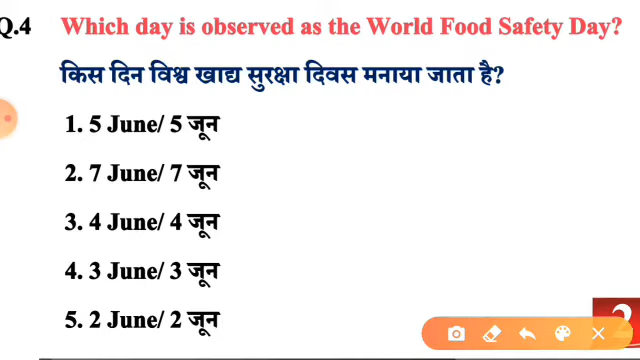 Q.4 Which day is observed as the World Food Safety Day?
किस दिन विश्व खाद्य सुरक्षा दिवस मनाया जाता है?
1. 5 June/ 5 जून
2. 7 June/ 7 जून
3. 4 June/ 4 जून
4. 3 June/ 3 जून
5. 2 June/ 2 जून